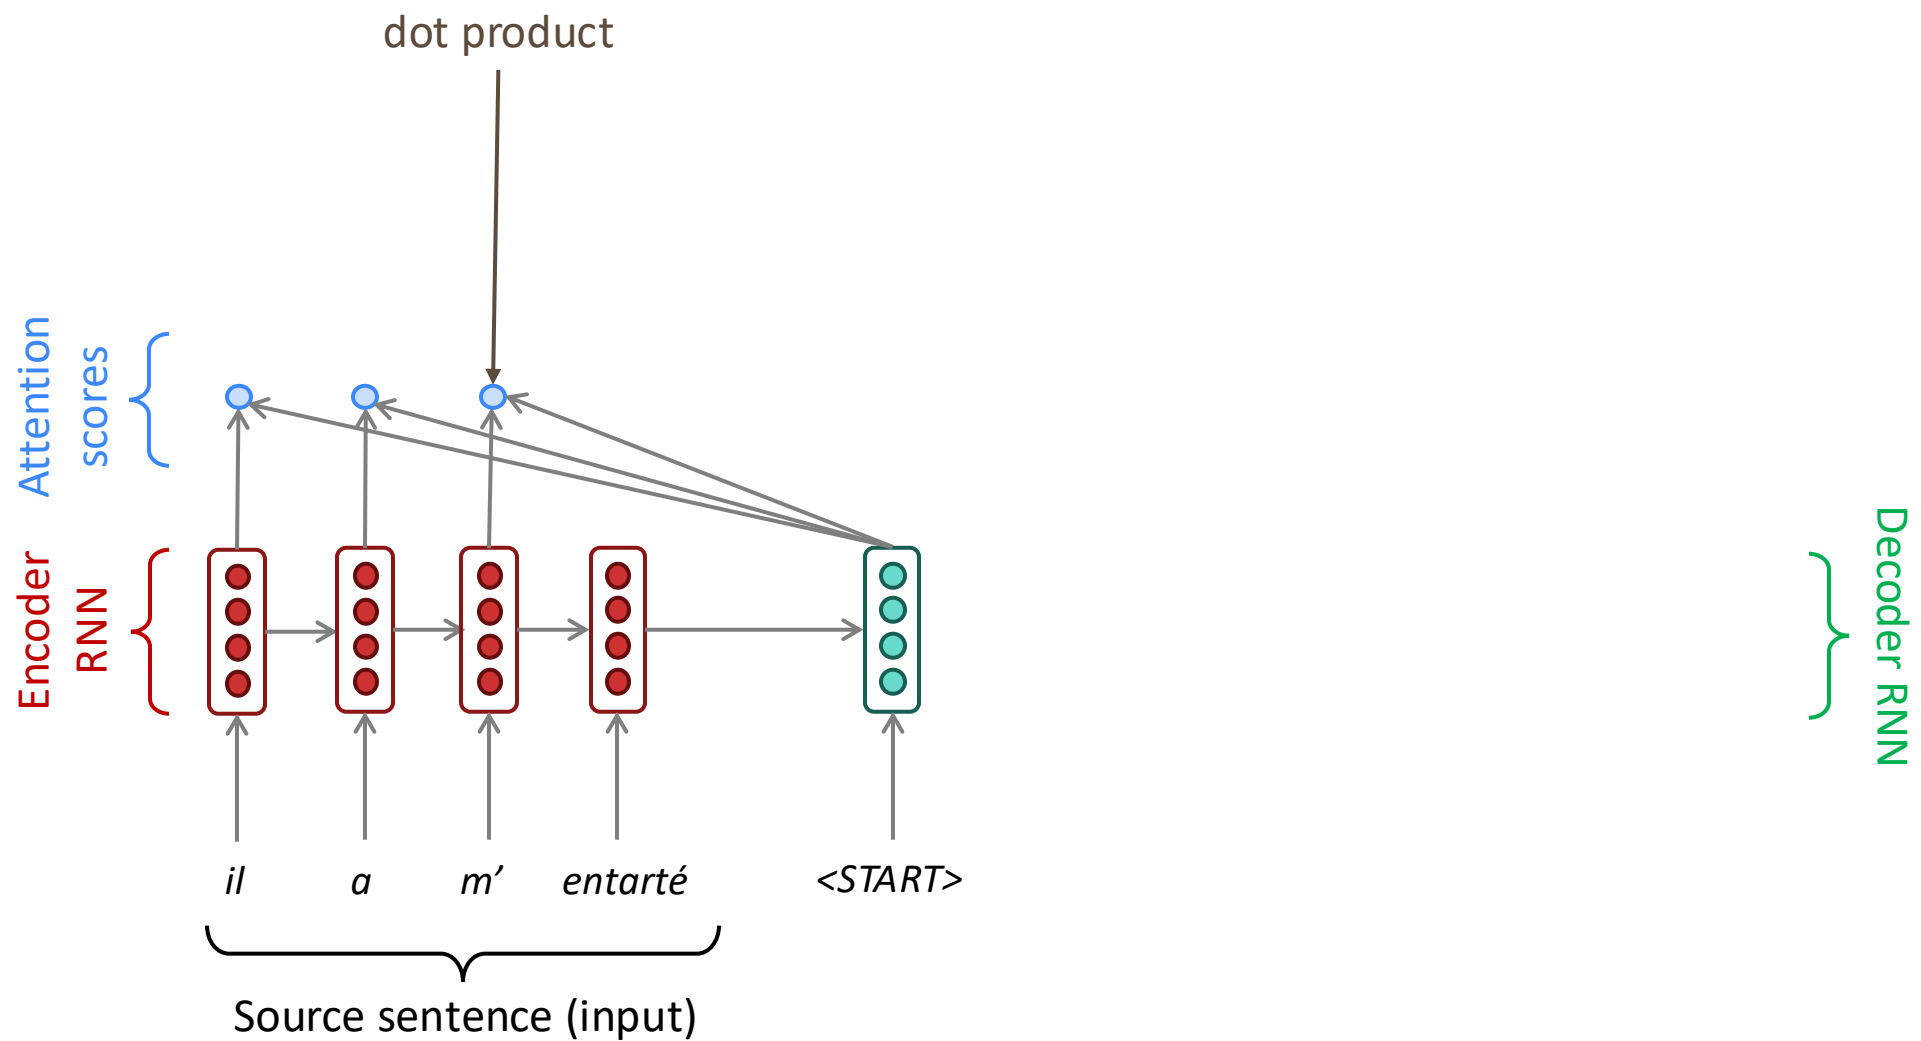 dot product
Attention
scores
Encoder
RNN
Decoder RNN
il a m’ entarté <START>
Source sentence (input)